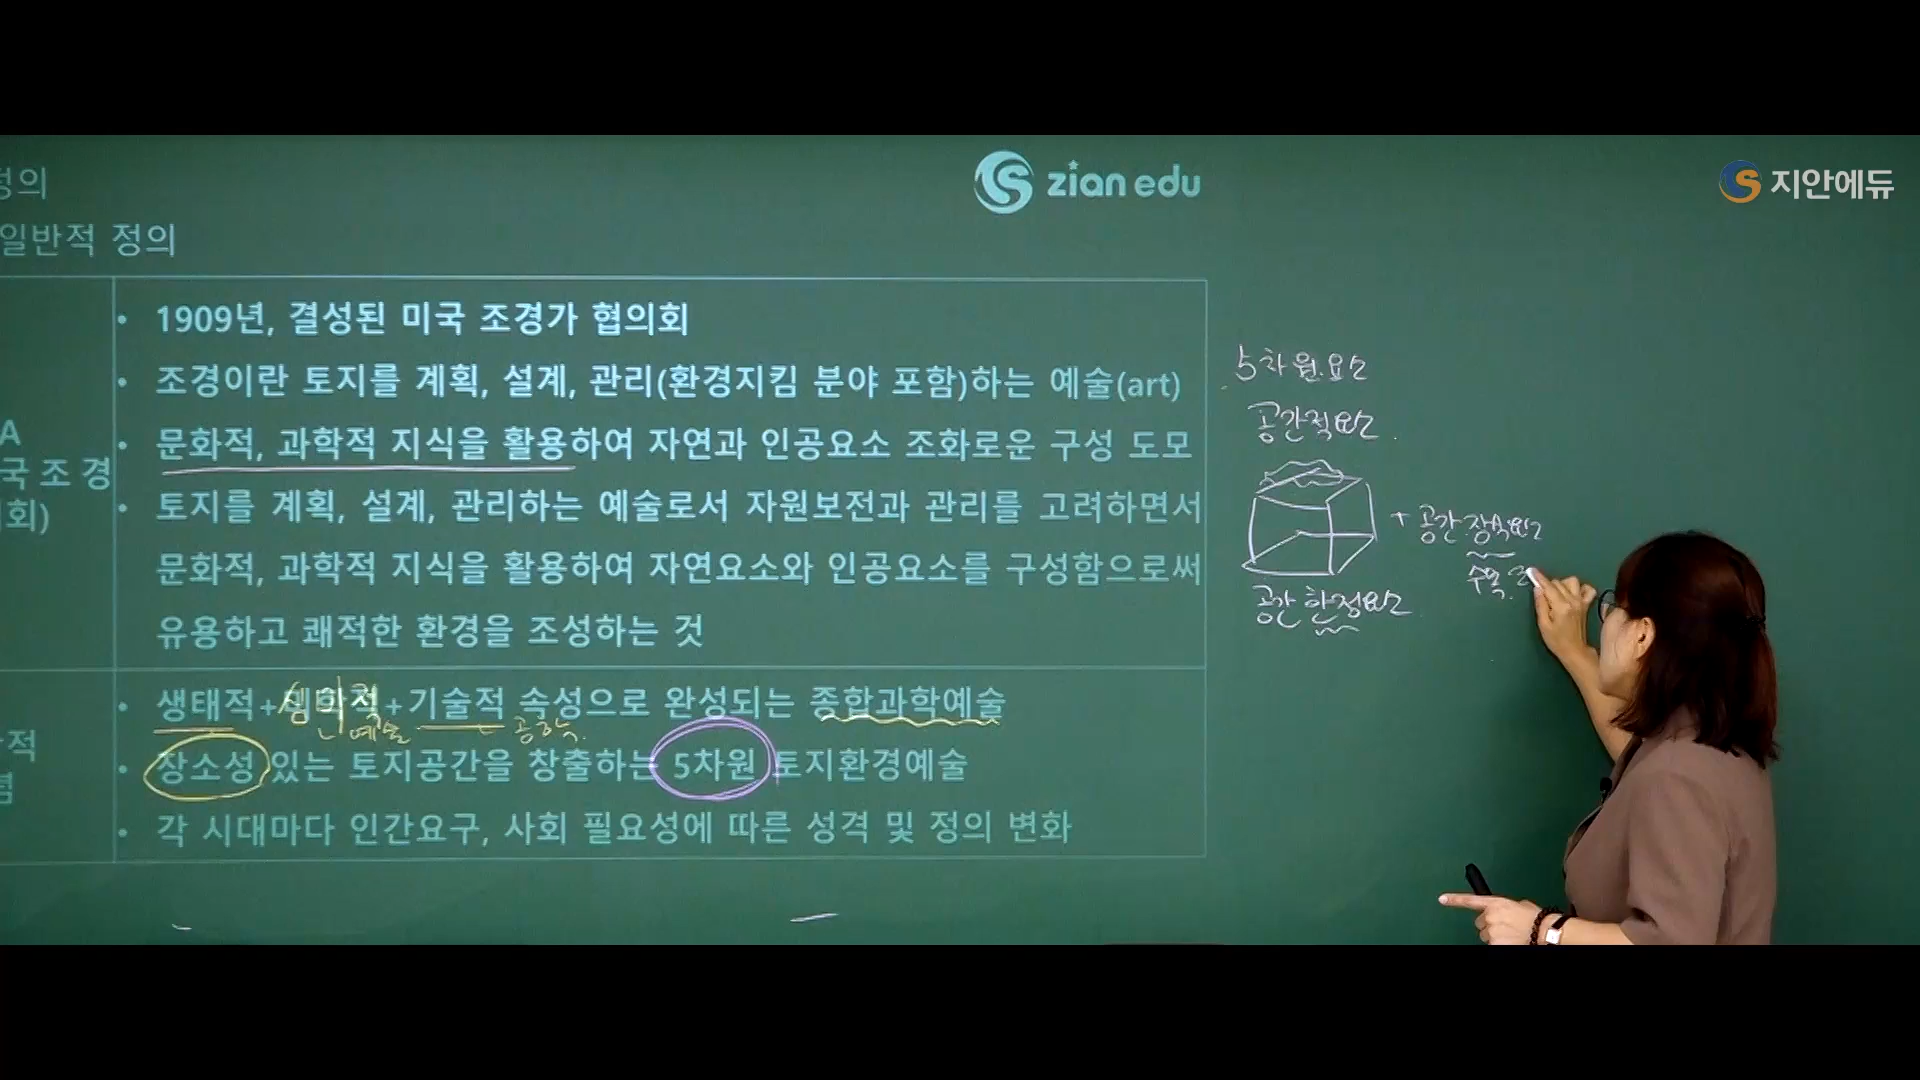 정의
zian edu
지안에듀
일반적 정의
• 1909년, 결성된 미국 조경가 협의회
• 조경이란 토지를 계획, 설계, 관리(환경지킴 분야 포함)하는 예술(art)
A
국조경
회)
• 문화적, 과학적 지식을 활용하여 자연과 인공요소 조화로운 구성 도모
• 토지를 계획, 설계, 관리하는 예술로서 자원보전과 관리를 고려하면서
문화적, 과학적 지식을 활용하여 자연요소와 인공요소를 구성함으로써
유용하고 쾌적한 환경을 조성하는 것
• 생태적+심미적+기술적 속성으로 완성되는 종합과학예술
예술
공학
적
• 장소성 있는 토지공간을 창출하는 5차원 토지환경예술
념
• 각 시대마다 인간요구, 사회 필요성에 따른 성격 및 정의 변화
5차원.요소
공간적요소
+ 공간장식요소
수목
공간 한정요소